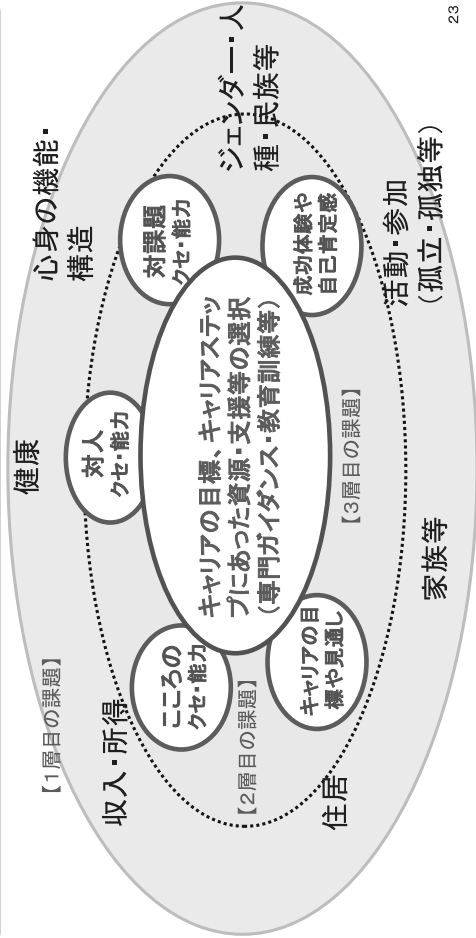 【1層目の課題】
健康
心身の機能・
構造
収入・所得
ジェンダー・人
種・民族等
住居
家族等
活動・参加
（孤立・孤独等）
【2層目の課題】
こころの
クセ・能力
対人
クセ・能力
対課題
クセ・能力
キャリアの目
標や見通し
成功体験や
自己肯定感
キャリアの目標、キャリアステッ
プにあった資源・支援等の選択
（専門ガイダンス・教育訓練等）
【3層目の課題】
23